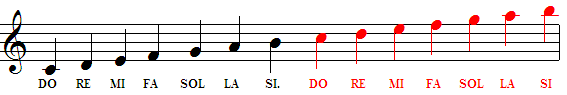 DO RE MI FA SOL LA SI. DO RE MI FA SOL LA SI